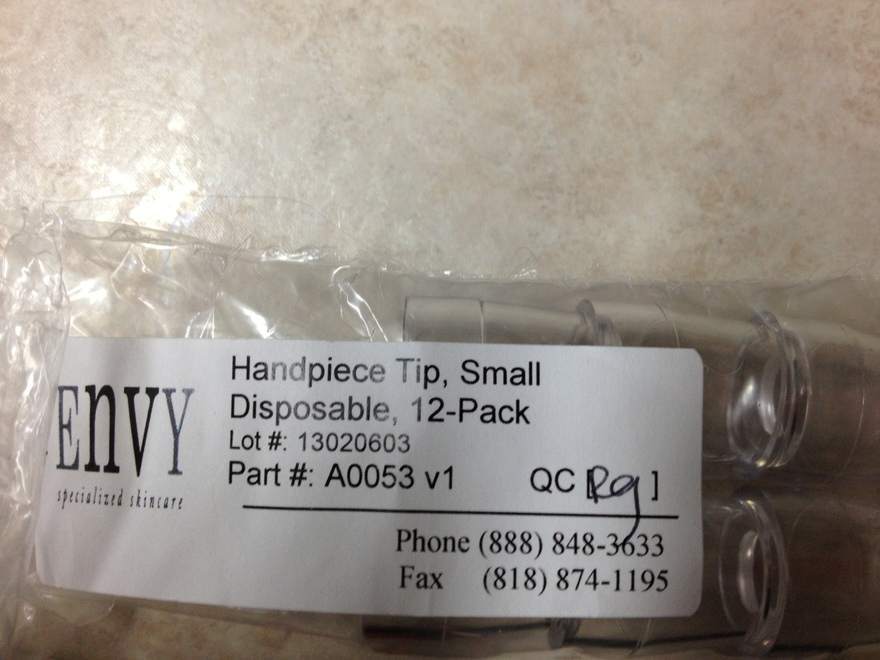 ENVY
specialized skincare
Handpiece Tip, Small
Disposable, 12-Pack
Lot #: 13020603
Part #: A0053 v1
QC [Rg]
Phone (888) 848-3633
Fax (818) 874-1195